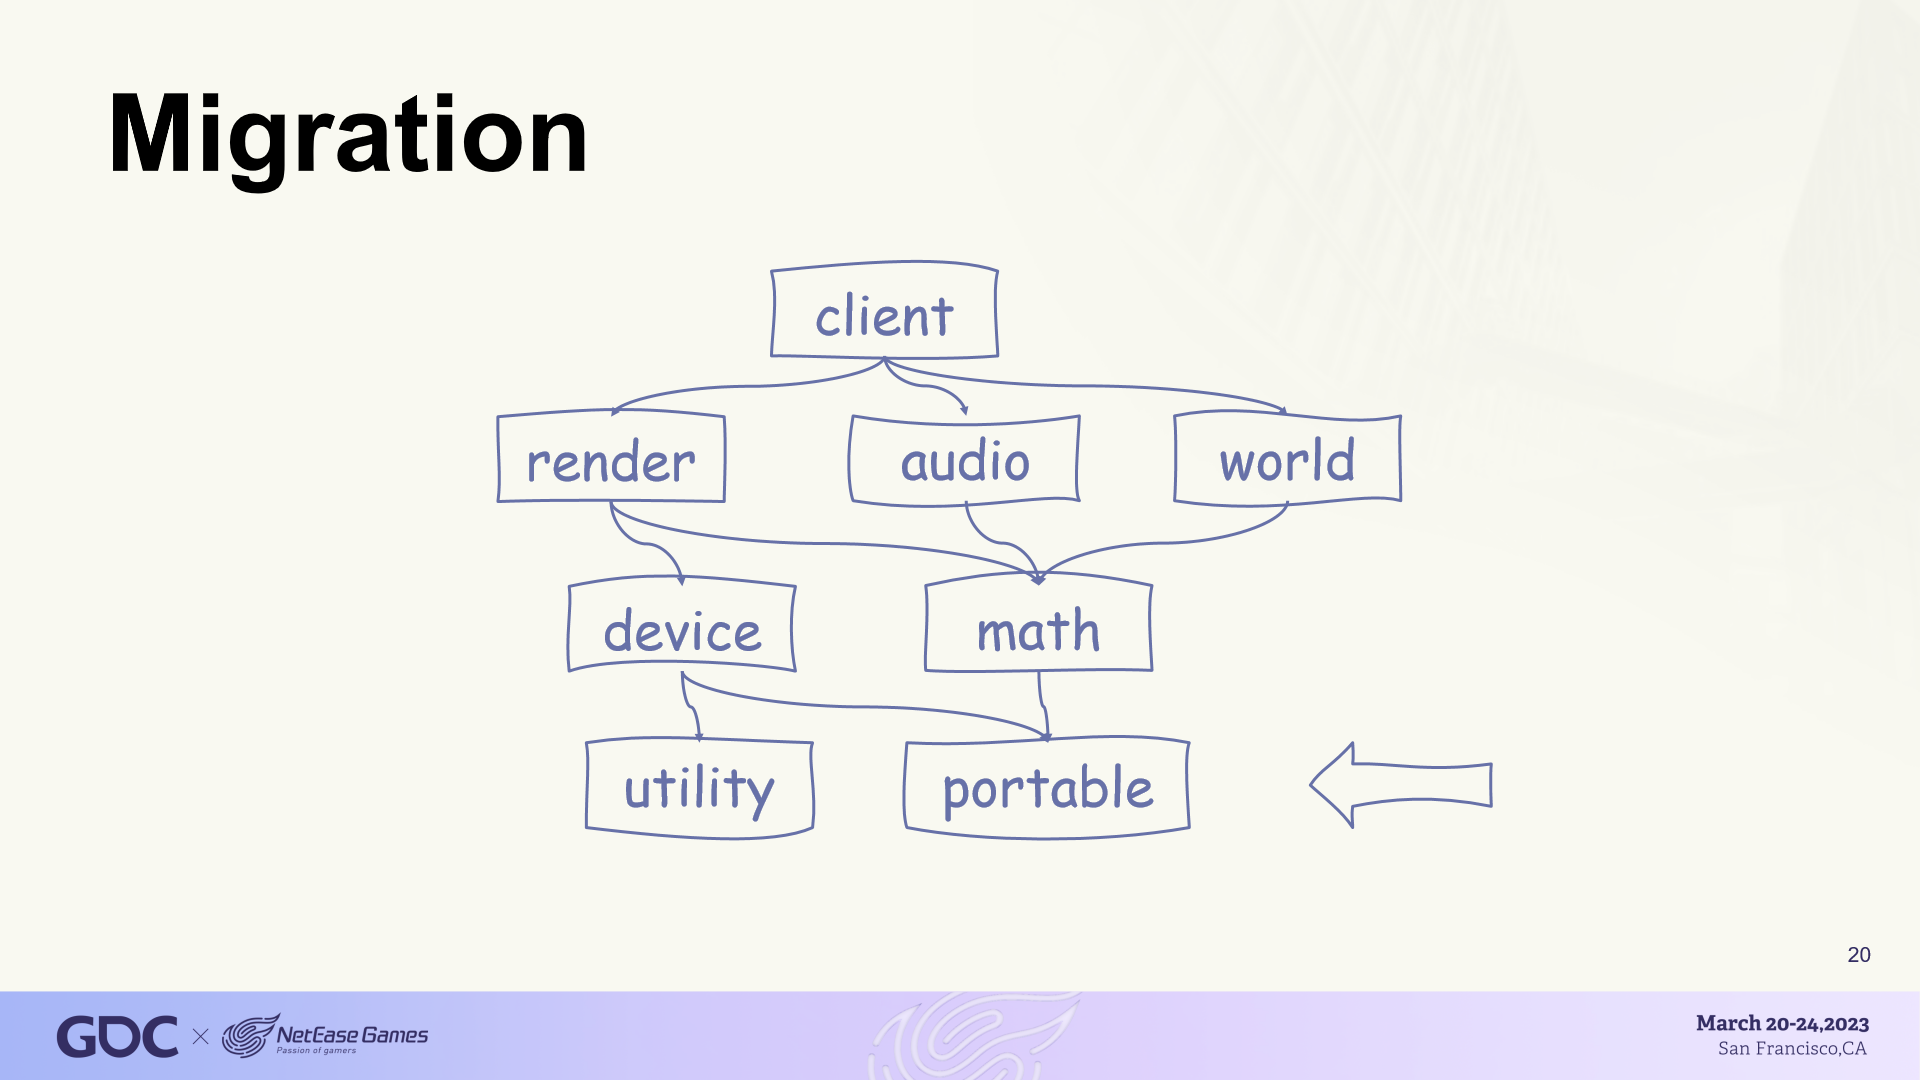 Migration
client
render audio world
device math
utility portable
20
GDC × NetEase Games
Passion of gamers
March 20-24,2023
San Francisco,CA